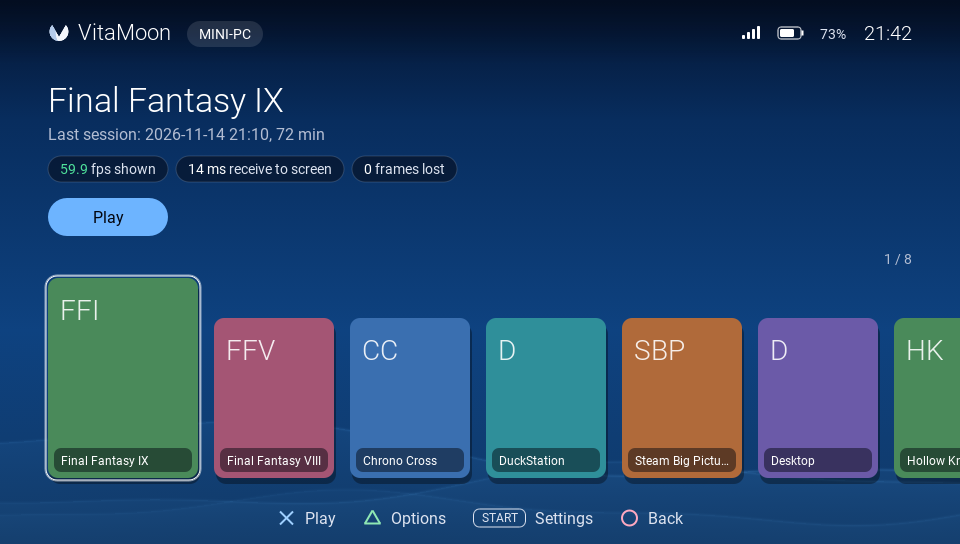 VitaMoon MINI-PC 73% 21:42
Final Fantasy IX
Last session: 2026-11-14 21:10, 72 min
59.9 fps shown 14 ms receive to screen 0 frames lost
Play
1 / 8
FFI
FFV CC D SBP D HK
Final Fantasy IX Final Fantasy VIII Chrono Cross DuckStation Steam Big Pictu... Desktop Hollow Kn
Play Options START Settings Back